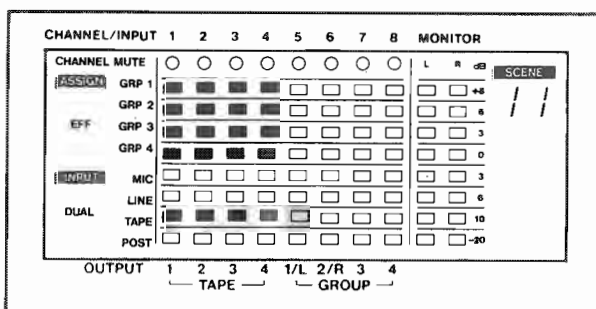 CHANNEL/INPUT 1 2 3 4 5 6 7 8 MONITOR
CHANNEL MUTE L R dB SCENE
ASSIGN GRP 1 +8
EFF GRP 2 6
GRP 3 3
GRP 4 0
INPUT MIC 3
DUAL LINE 6
TAPE 10
POST -20
OUTPUT 1 2 3 4 1/L 2/R 3 4
TAPE GROUP